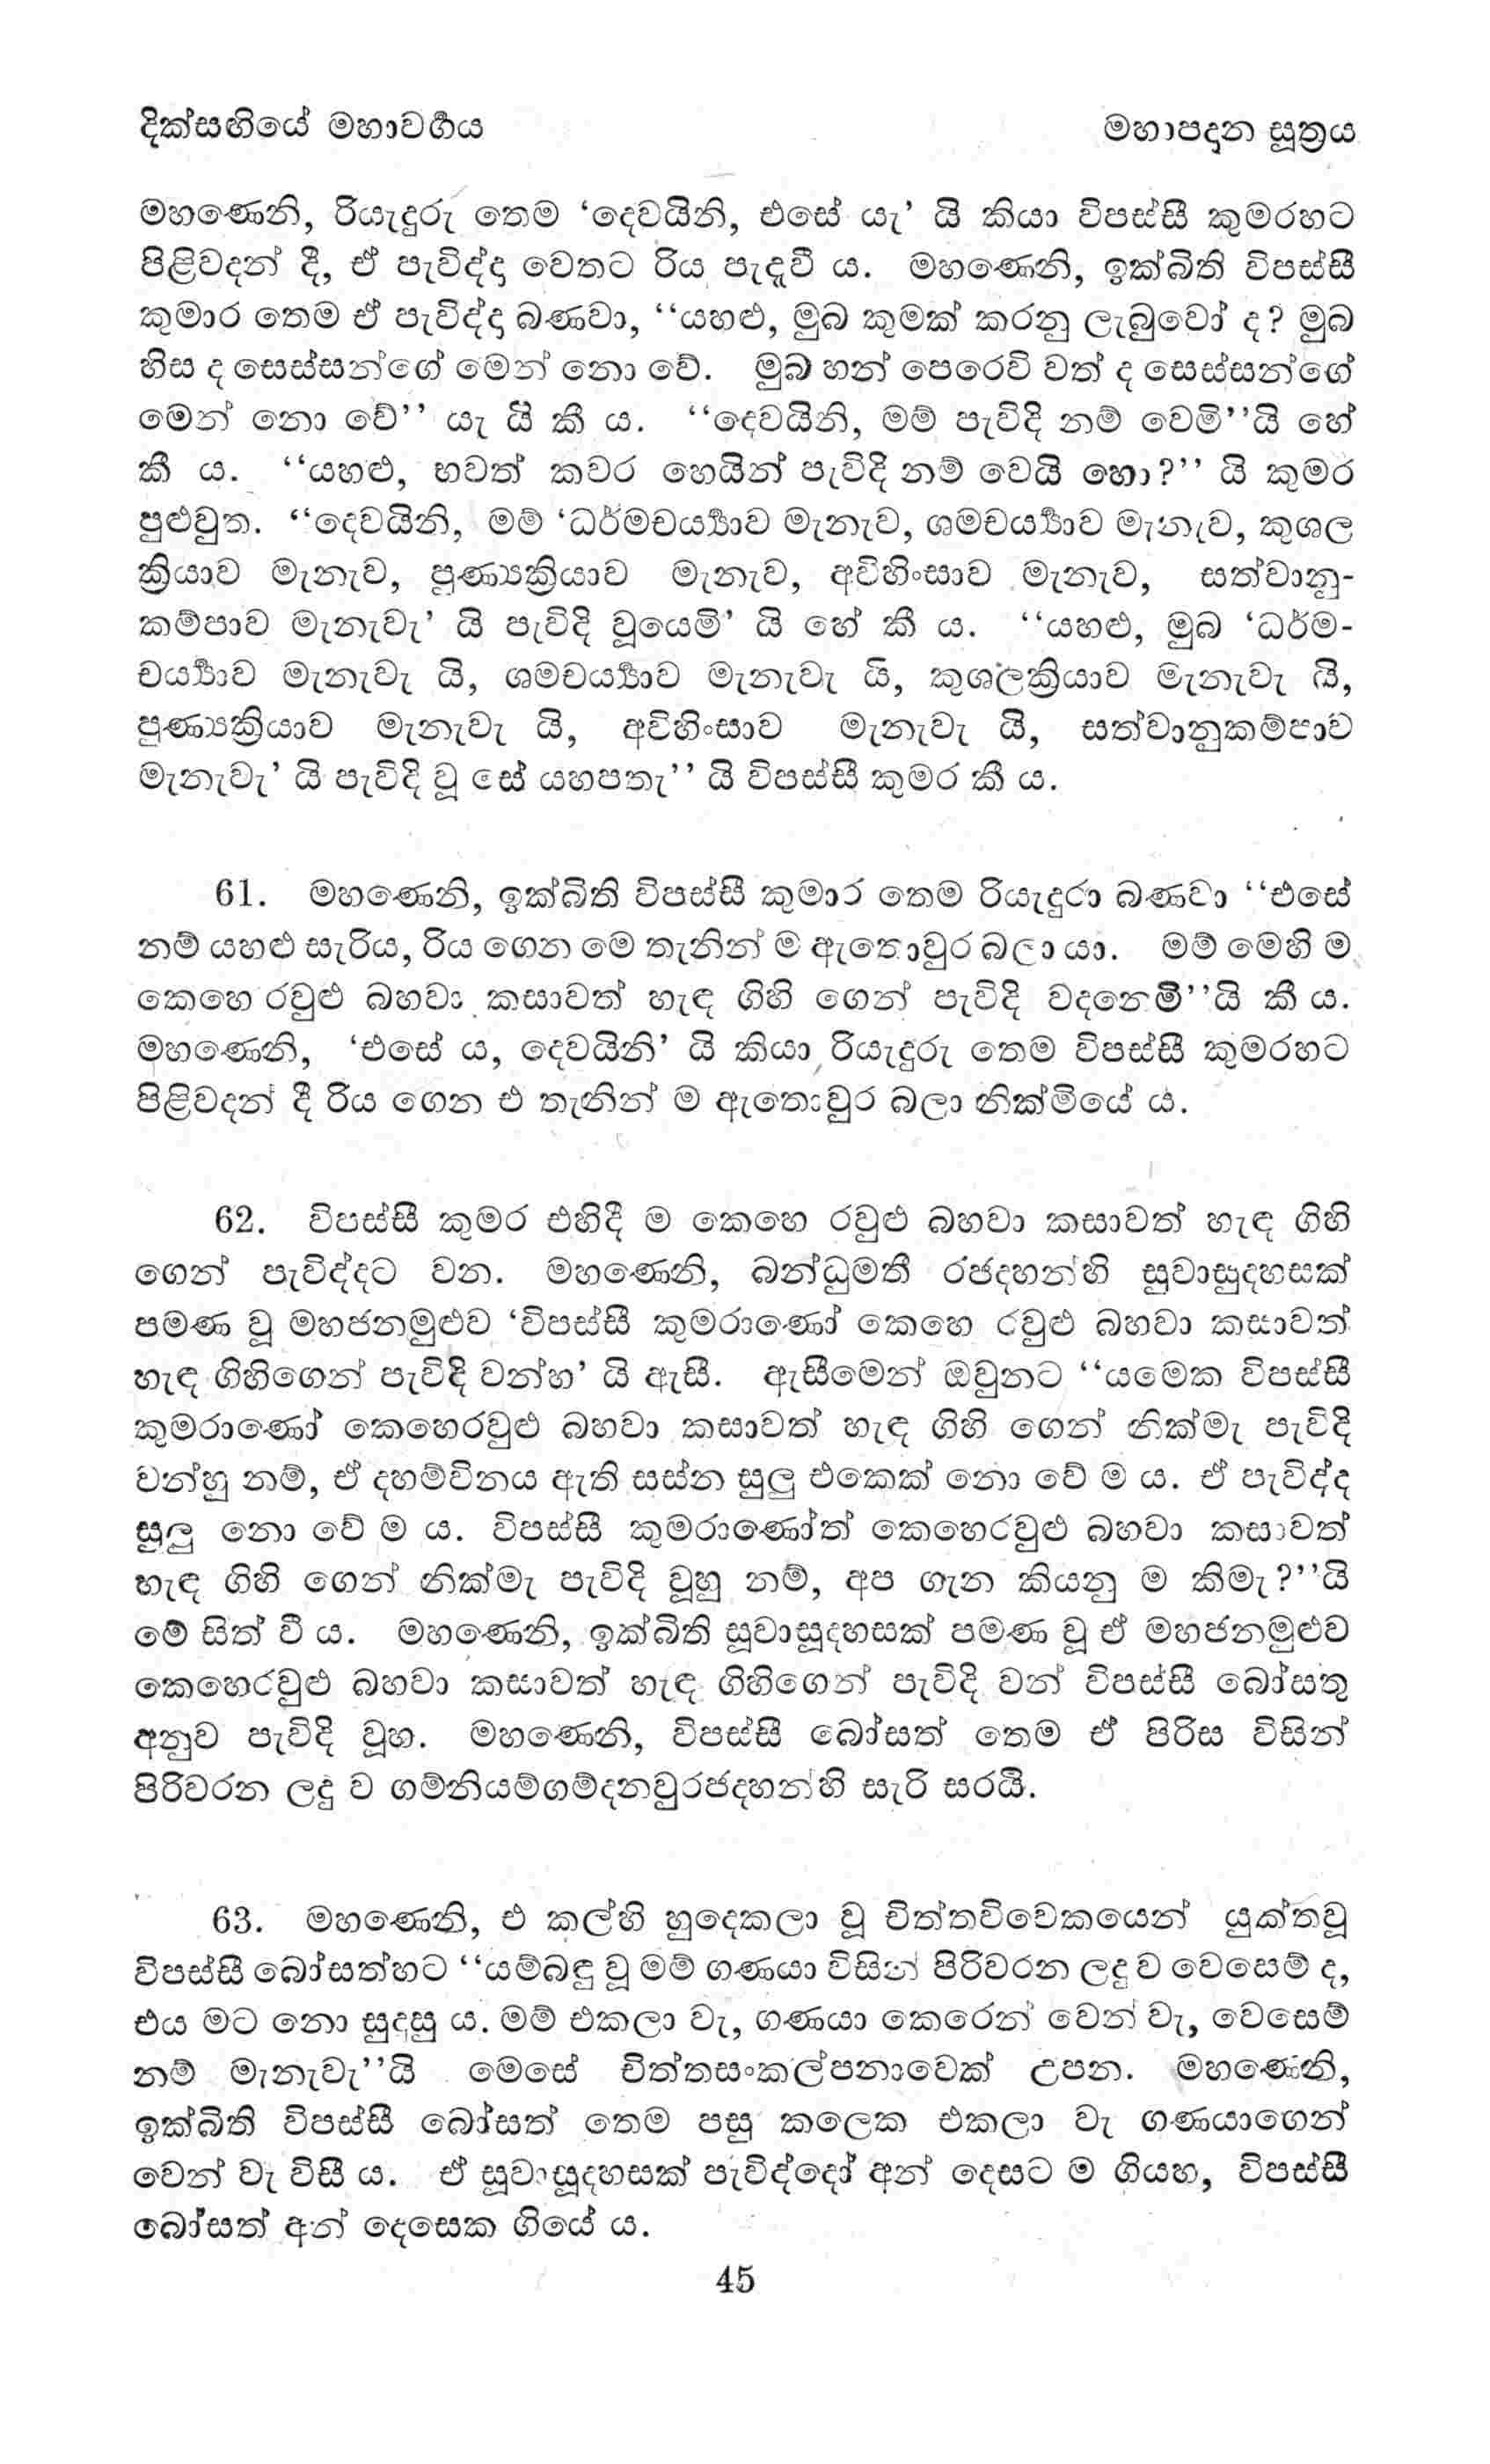 දික්සඟියේ මහාවර්‍ගය
මහාපදන සූත්‍රය
මහණෙනි, රියැදුරු තෙම ‘දෙවයිනි, එසේ යැ’ යි කියා විපස්සී කුමරහට
පිළිවදන් දී, ඒ පැවිද්ද වෙතට රිය පැදැවී ය. මහණෙනි, ඉක්බිති විපස්සී
කුමාර තෙම ඒ පැවිද්ද බණවා, ‘‘යහළු, මුබ කුමක් කරනු ලැබුවෝ ද? මුබ
හිස ද සෙස්සන්ගේ මෙන් නො වේ. මුබ හන් පෙරෙවි වත් ද සෙස්සන්ගේ
මෙන් නො වේ’’ යැ යි කී ය. ‘‘දෙවයිනි, මම් පැවිදි නම් වෙමි’’යි හේ
කී ය. ‘‘යහළු, භවත් කවර හෙයින් පැවිදි නම් වෙයි හො?’’ යි කුමර
පුළුවුත. ‘‘දෙවයිනි, මම් ‘ධර්මචර්‍ය්‍යාව මැනැව, ශමචර්‍ය්‍යාව මැනැව, කුශල
ක්‍රියාව මැනැව, පුණ්‍යක්‍රියාව මැනැව, අවිහිංසාව මැනැව, සත්වානු-
කම්පාව මැනැවැ’ යි පැවිදි වූයෙමි’ යි හේ කී ය. ‘‘යහළු, මුබ ‘ධර්ම-
චර්‍ය්‍යාව මැනැවැ යි, ශමචර්‍ය්‍යාව මැනැවැ යි, කුශලක්‍රියාව මැනැවැ යි,
පුණ්‍යක්‍රියාව මැනැවැ යි, අවිහිංසාව මැනැවැ යි, සත්වානුකම්පාව
මැනැවැ’ යි පැවිදි වූ සේ යහපතැ’’ යි විපස්සී කුමර කී ය.
61. මහණෙනි, ඉක්බිති විපස්සී කුමාර තෙම රියැදුරා බණවා ‘‘එසේ
නම් යහළු සැරිය, රිය ගෙන මෙ තැනින් ම ඇතොවුර බලා යා. මම් මෙහි ම
කෙහෙ රවුළු බහවා කසාවත් හැඳ ගිහි ගෙන් පැවිදි වදනෙමි’’යි කී ය.
මහණෙනි, ‘එසේ ය, දෙවයිනි’ යි කියා රියැදුරු තෙම විපස්සී කුමරහට
පිළිවදන් දී රිය ගෙන එ තැනින් ම ඇතොවුර බලා නික්මියේ ය.
62. විපස්සී කුමර එහිදී ම කෙහෙ රවුළු බහවා කසාවත් හැඳ ගිහි
ගෙන් පැවිද්දට වන. මහණෙනි, බන්ධුමතී රජදහන්හි සුවාසුදහසක්
පමණ වූ මහජනමුළුව ‘විපස්සී කුමරාණෝ කෙහෙ රවුළු බහවා කසාවත්
හැඳ ගිහිගෙන් පැවිදි වන්හ’ යි ඇසී. ඇසීමෙන් ඔවුනට ‘‘යමෙක විපස්සී
කුමරාණෝ කෙහෙරවුළු බහවා කසාවත් හැඳ ගිහි ගෙන් නික්මැ පැවිදි
වන්හු නම්, ඒ දහම්විනය ඇති සස්න සුලු එකෙක් නො වේ ම ය. ඒ පැවිද්ද
සුලු නො වේ ම ය. විපස්සී කුමරාණෝත් කෙහෙරවුළු බහවා කසාවත්
හැඳ ගිහි ගෙන් නික්මැ පැවිදි වූහු නම්, අප ගැන කියනු ම කිමැ?’’යි
මේ සිත් වී ය. මහණෙනි, ඉක්බිති සූවාසූදහසක් පමණ වූ ඒ මහජනමුළුව
කෙහෙරවුළු බහවා කසාවත් හැඳ ගිහිගෙන් පැවිදි වන් විපස්සී බෝසතු
අනුව පැවිදි වූහ. මහණෙනි, විපස්සී බෝසත් තෙම ඒ පිරිස විසින්
පිරිවරන ලදු ව ගම්නියම්ගම්දනවුරජදහන්හි සැරි සරයි.
63. මහණෙනි, එ කල්හි හුදෙකලා වූ චිත්තවිවෙකයෙන් යුක්තවූ
විපස්සී බෝසත්හට ‘‘යම්බඳු වූ මම් ගණයා විසින් පිරිවරන ලදු ව වෙසෙම් ද,
එය මට නො සුදුසු ය. මම් එකලා වැ, ගණයා කෙරෙන් වෙන් වැ, වෙසෙම්
නම් මැනැවැ’’යි මෙසේ චිත්තසංකල්පනාවෙක් උපන. මහණෙනි,
ඉක්බිති විපස්සී බෝසත් තෙම පසු කලෙක එකලා වැ ගණයාගෙන්
වෙන් වැ විසී ය. ඒ සූවාසූදහසක් පැවිද්දෝ අන් දෙසට ම ගියහ, විපස්සී
බෝසත් අන් දෙසෙක ගියේ ය.
45